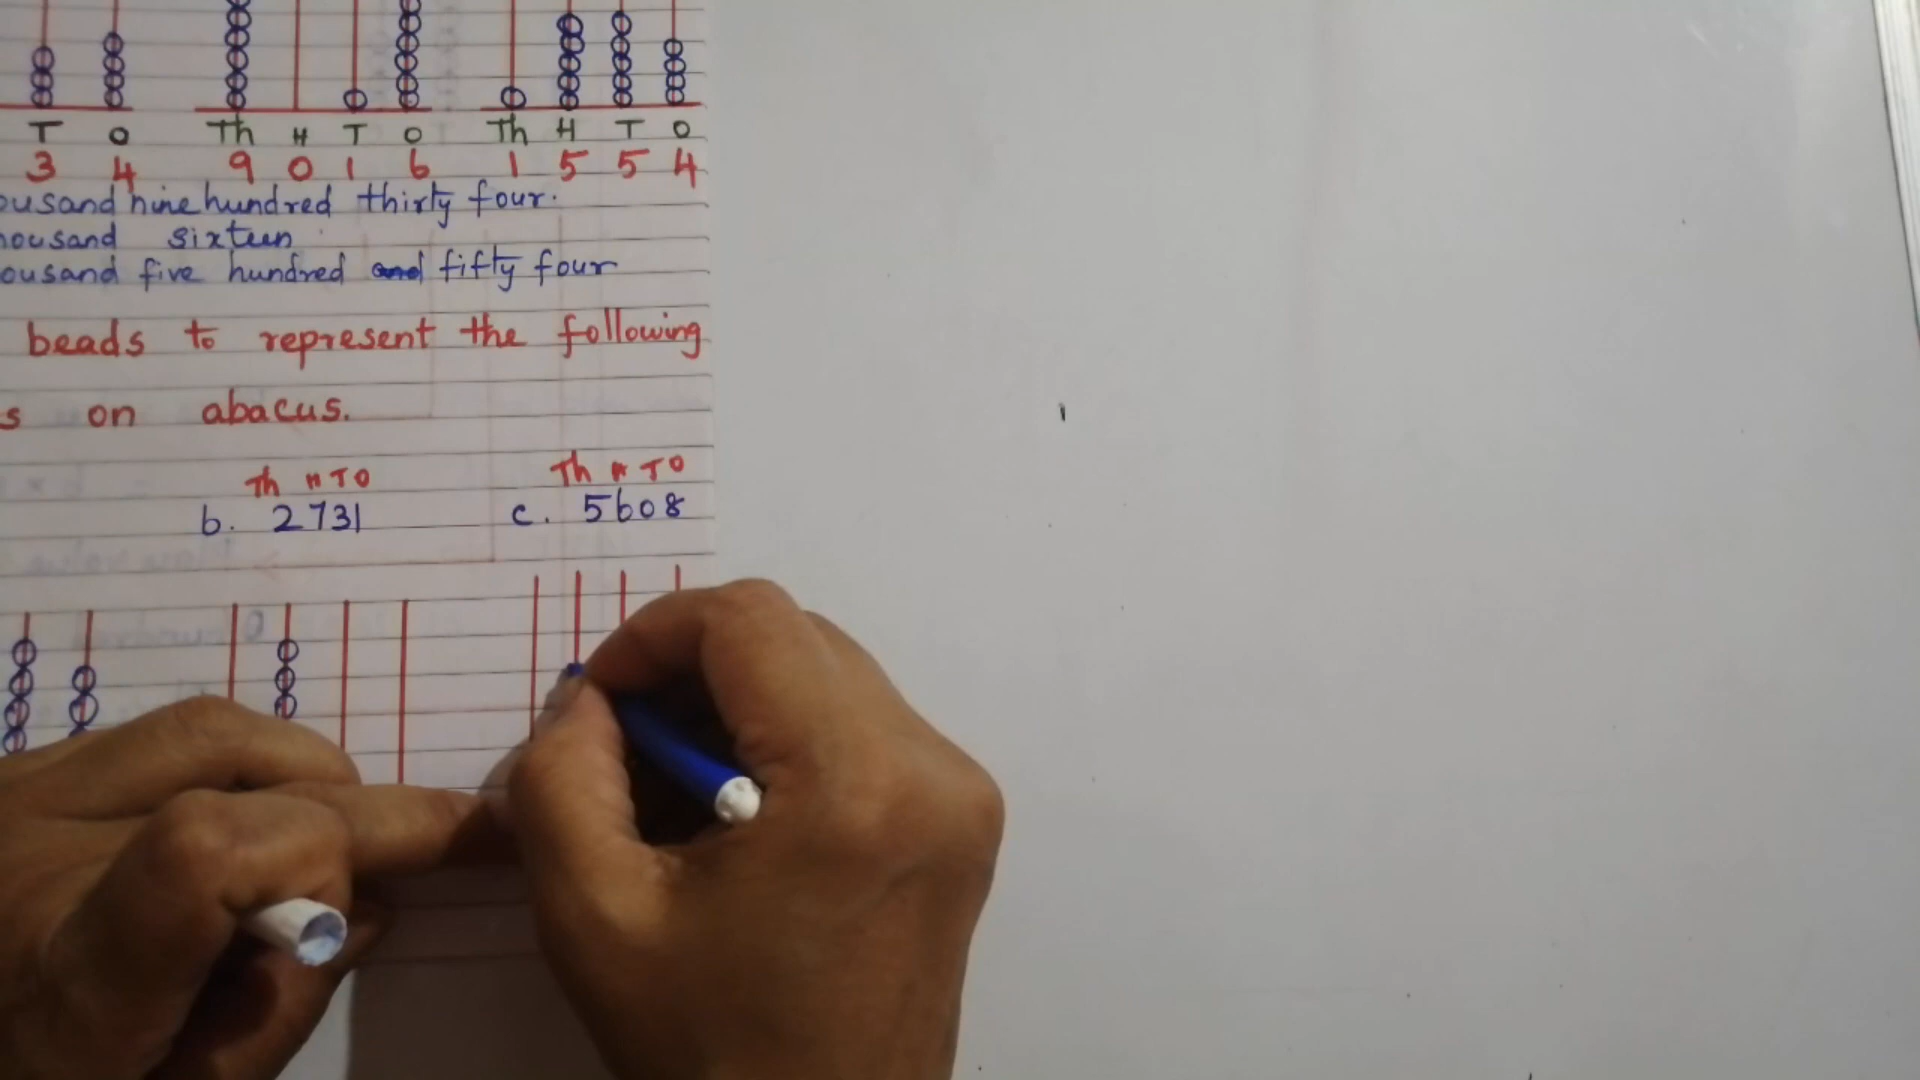 T O Th H T O Th H T O
3 4 9 0 1 6 1 5 5 4
ousand nine hundred thirty four.
housand sixteen
ousand five hundred fifty four
beads to represent the following
s on abacus.
Th H T O Th H T O
b. 2731 c. 5608